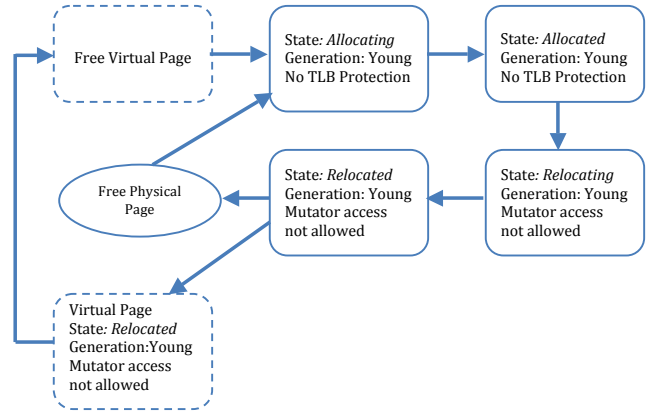 Free Virtual Page
State: Allocating
Generation: Young
No TLB Protection
State: Allocated
Generation: Young
No TLB Protection
Free Physical
Page
State: Relocated
Generation: Young
Mutator access
not allowed
State: Relocating
Generation: Young
Mutator access
not allowed
Virtual Page
State: Relocated
Generation:Young
Mutator access
not allowed